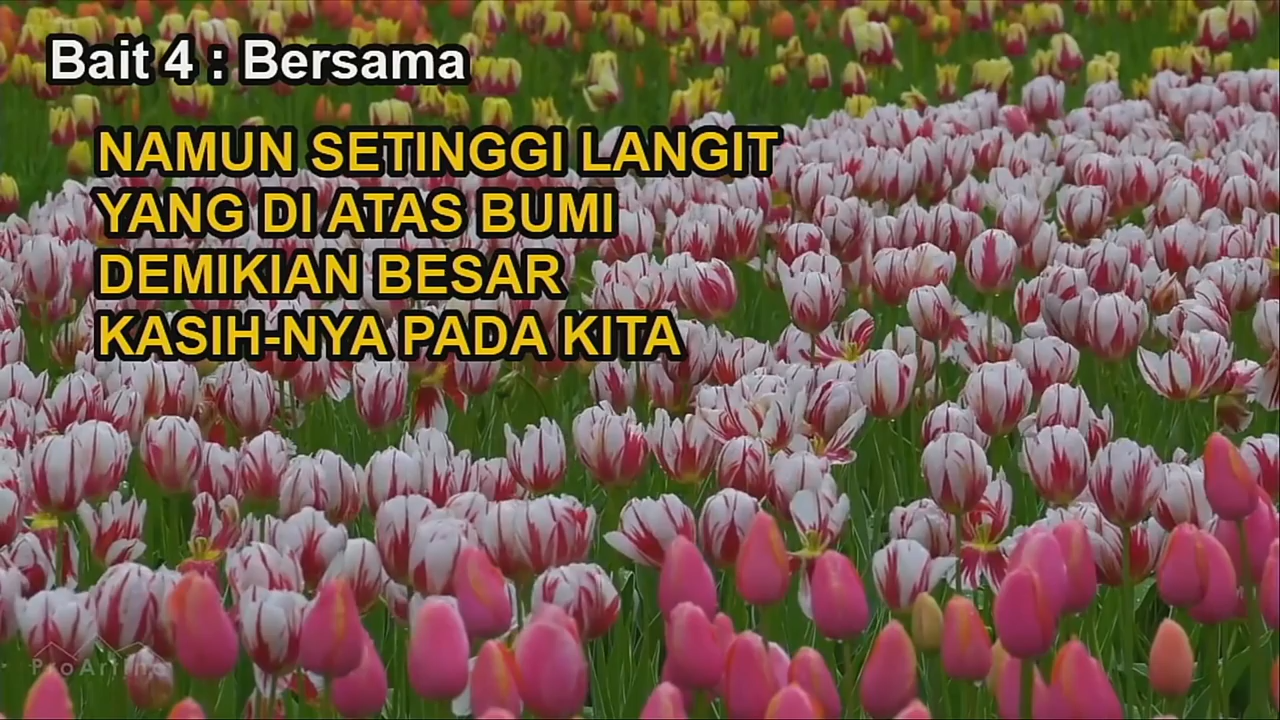 Bait 4 : Bersama
NAMUN SETINGGI LANGIT
YANG DI ATAS BUMI
DEMIKIAN BESAR
KASIH-NYA PADA KITA